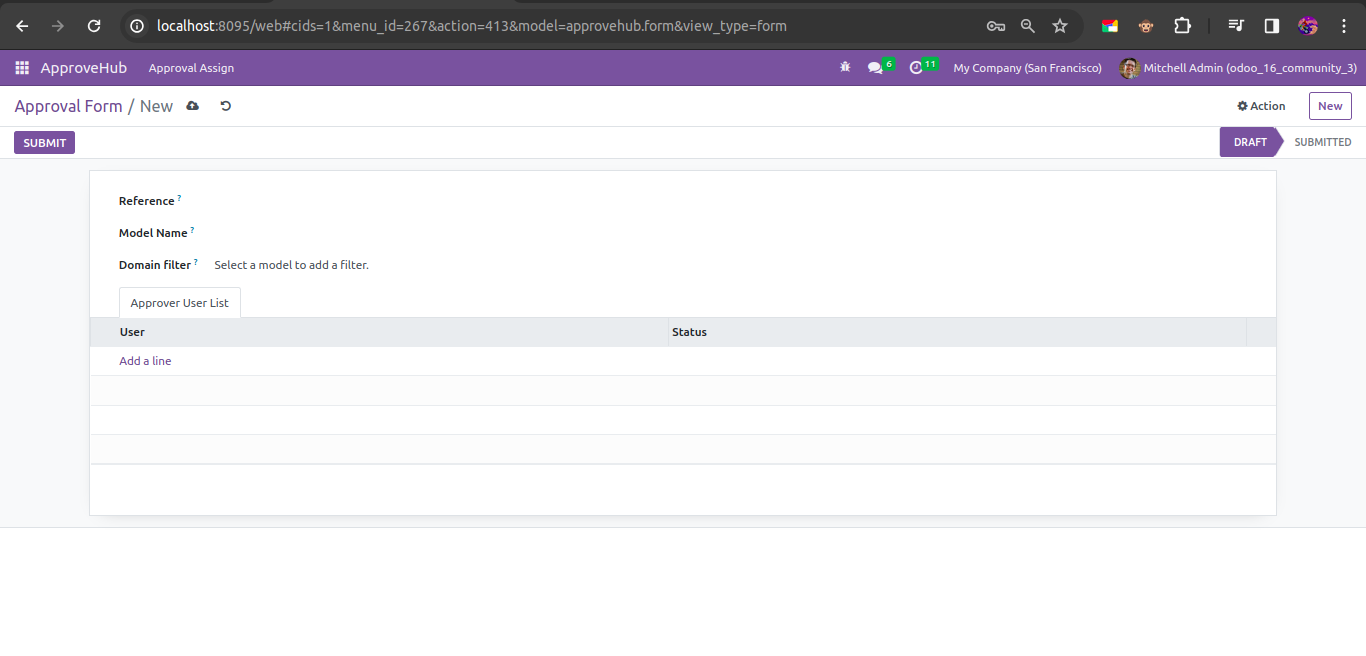 localhost:8095/web#cids=1&menu_id=267&action=413&model=approvehub.form&view_type=form
ApproveHub Approval Assign 6 11 My Company (San Francisco) Mitchell Admin (odoo_16_community_3)
Approval Form / New Action New
SUBMIT DRAFT SUBMITTED
Reference ?
Model Name ?
Domain filter ? Select a model to add a filter.
Approver User List
User Status
Add a line